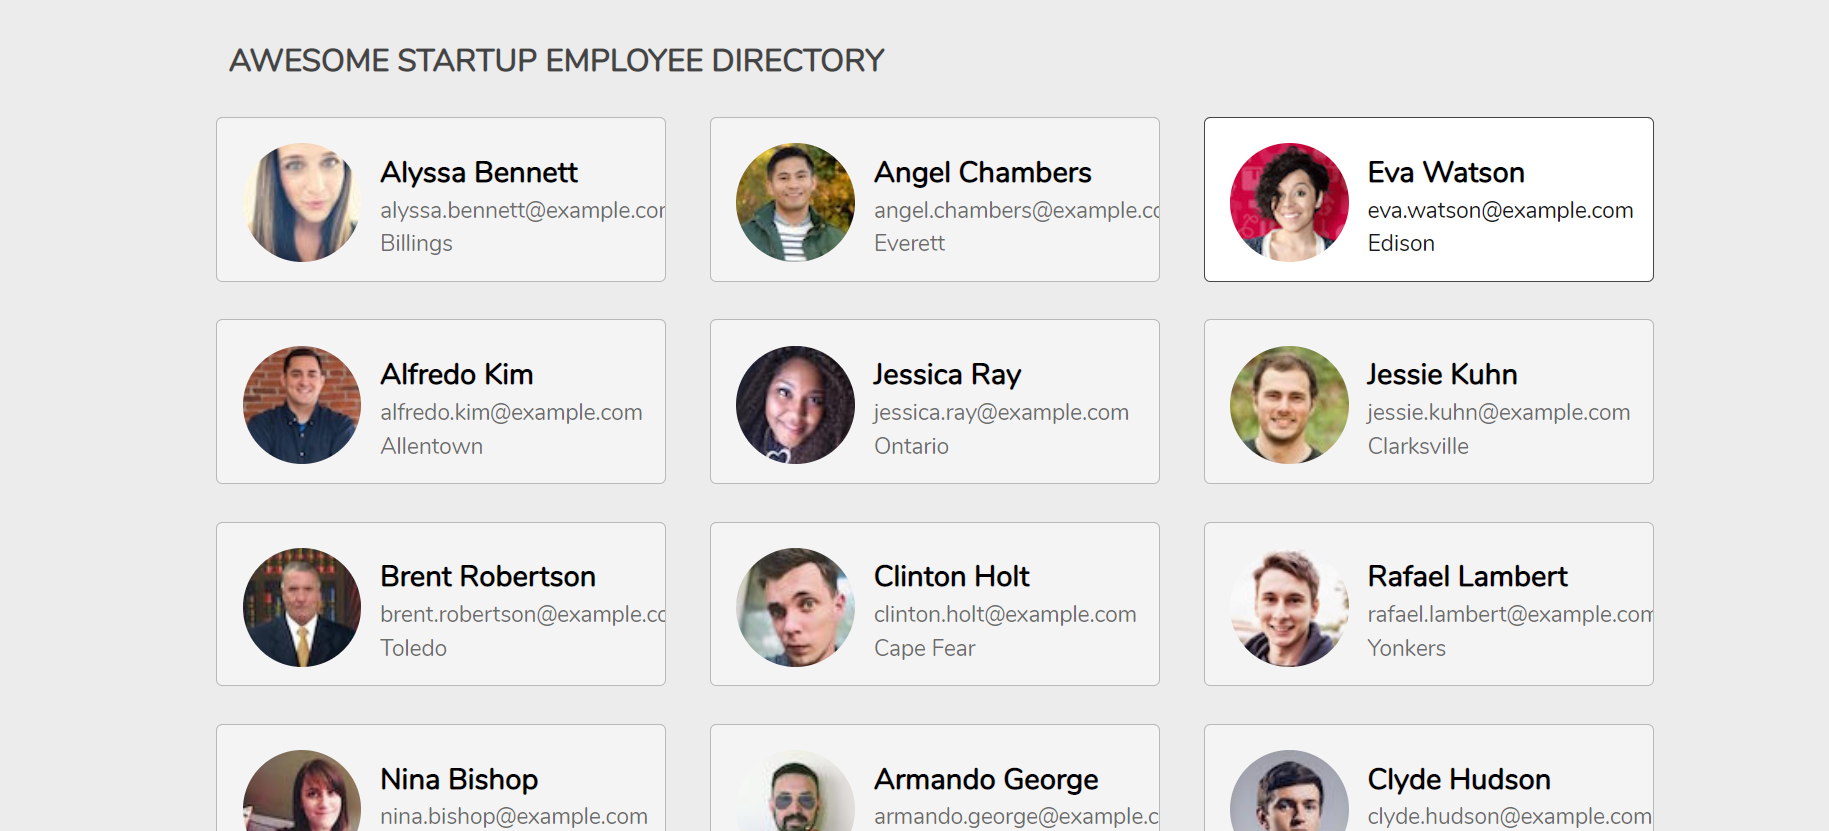 AWESOME STARTUP EMPLOYEE DIRECTORY
Alyssa Bennett
alyssa.bennett@example.cor
Billings
Angel Chambers
angel.chambers@example.cc
Everett
Eva Watson
eva.watson@example.com
Edison
Alfredo Kim
alfredo.kim@example.com
Allentown
Jessica Ray
jessica.ray@example.com
Ontario
Jessie Kuhn
jessie.kuhn@example.com
Clarksville
Brent Robertson
brent.robertson@example.cc
Toledo
Clinton Holt
clinton.holt@example.com
Cape Fear
Rafael Lambert
rafael.lambert@example.com
Yonkers
Nina Bishop
nina.bishop@example.com
Armando George
armando.george@example.c
Clyde Hudson
clyde.hudson@example.com